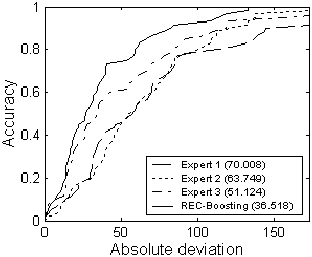 1
0.8
0.6
0.4
0.2
0
0 50 100 150
Accuracy
Absolute deviation
Expert 1 (70.008)
Expert 2 (63.749)
Expert 3 (51.124)
REC-Boosting (36.518)